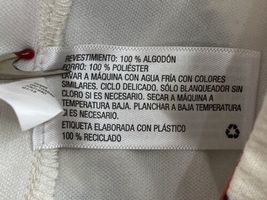 REVESTIMIENTO: 100 % ALGODÓN
FORRO: 100 % POLIÉSTER
LAVAR A MÁQUINA CON AGUA FRÍA CON COLORES
SIMILARES. CICLO DELICADO. SÓLO BLANQUEADOR SIN
CLORO SI ES NECESARIO. SECAR A MÁQUINA A
TEMPERATURA BAJA. PLANCHAR A BAJA TEMPERATURA
SI ES NECESARIO.
ETIQUETA ELABORADA CON PLÁSTICO
100 % RECICLADO